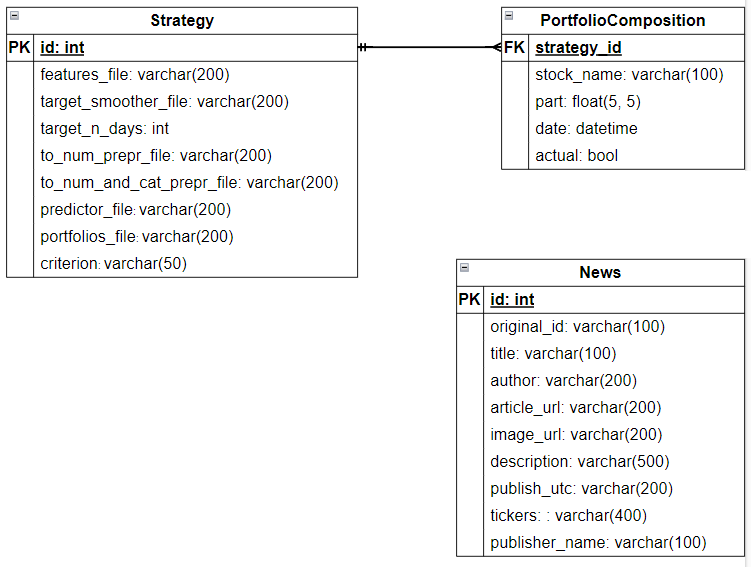 Strategy
PK id: int
features_file: varchar(200)
target_smoother_file: varchar(200)
target_n_days: int
to_num_prepr_file: varchar(200)
to_num_and_cat_prepr_file: varchar(200)
predictor_file: varchar(200)
portfolios_file: varchar(200)
criterion: varchar(50)
PortfolioComposition
FK strategy_id
stock_name: varchar(100)
part: float(5, 5)
date: datetime
actual: bool
News
PK id: int
original_id: varchar(100)
title: varchar(100)
author: varchar(200)
article_url: varchar(200)
image_url: varchar(200)
description: varchar(500)
publish_utc: varchar(200)
tickers: : varchar(400)
publisher_name: varchar(100)